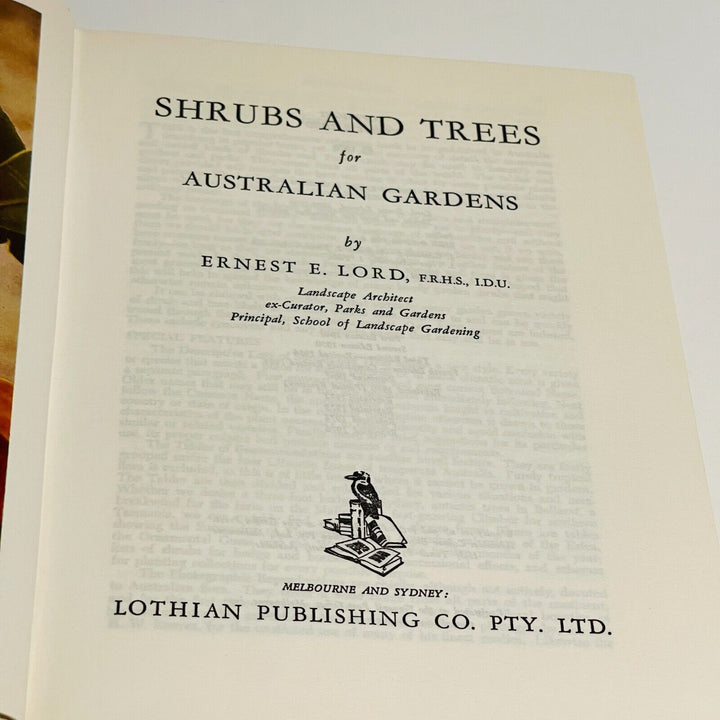 SHRUBS AND TREES
for
AUSTRALIAN GARDENS
by
ERNEST E. LORD, F.R.H.S., I.D.U.
Landscape Architect
ex-Curator, Parks and Gardens
Principal, School of Landscape Gardening
MELBOURNE AND SYDNEY:
LOTHIAN PUBLISHING CO. PTY. LTD.